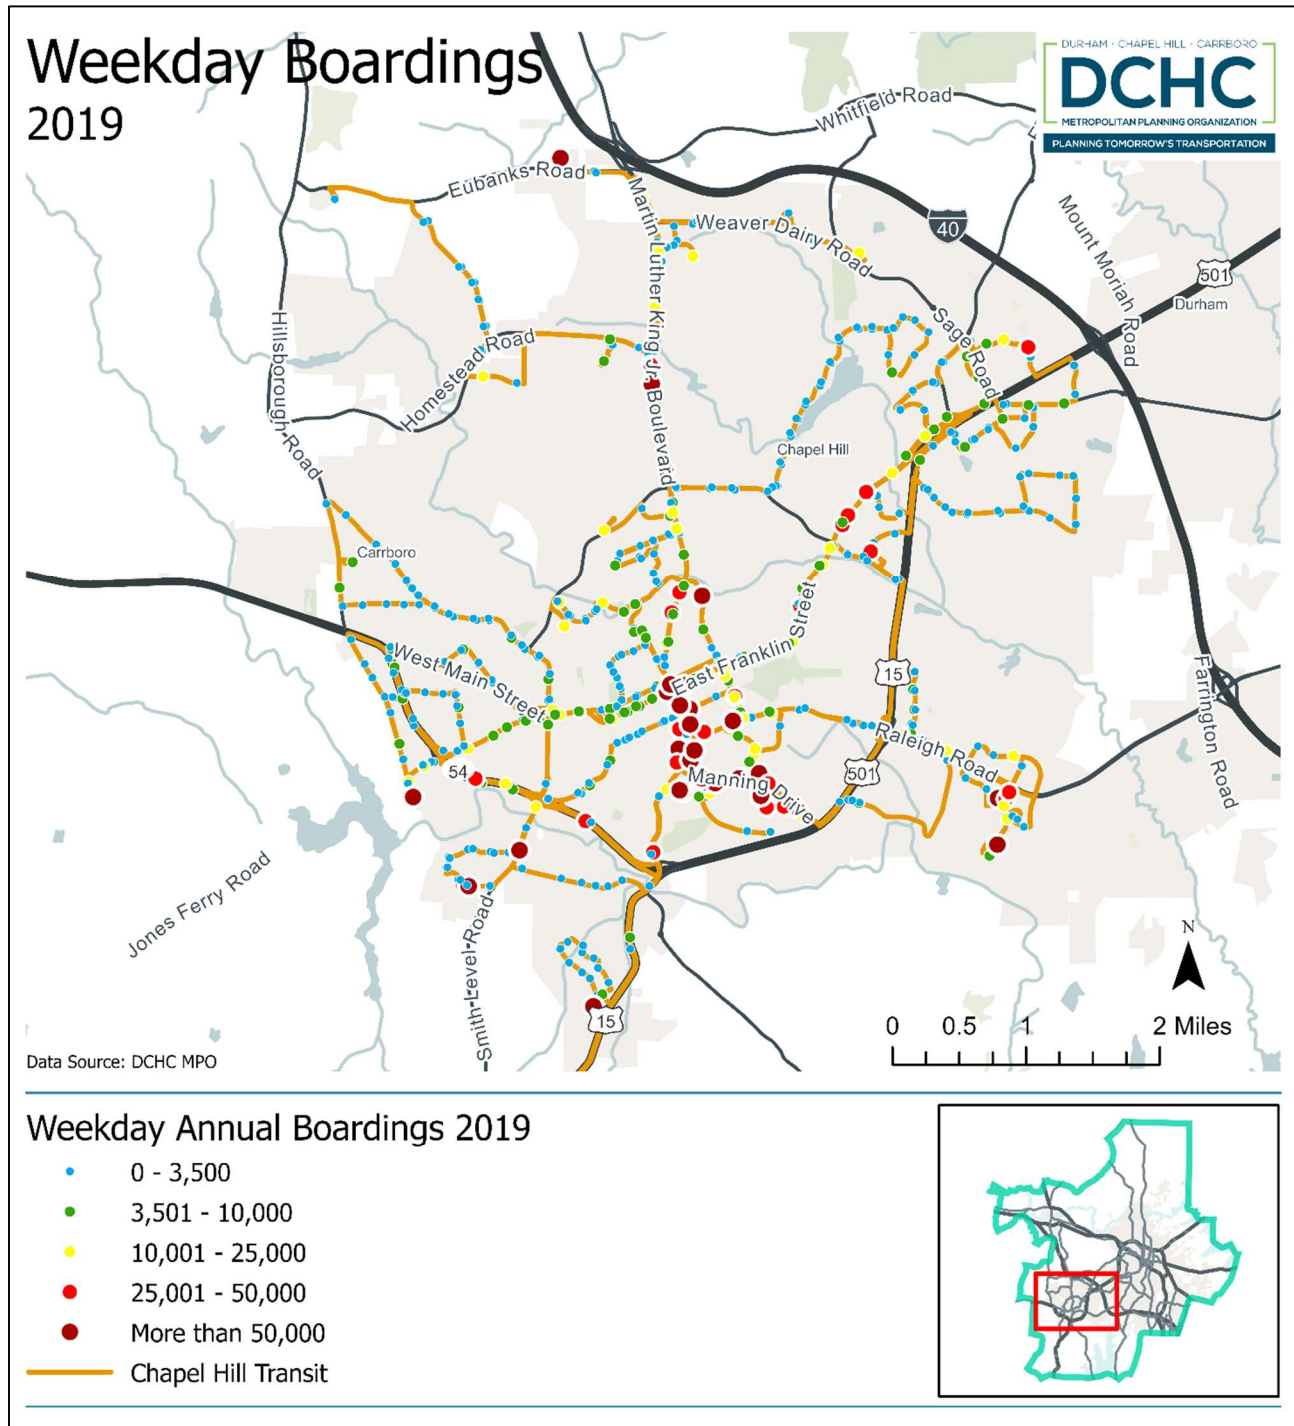 Weekday Boardings
2019
DURHAM · CHAPEL HILL · CARRBORO
DCHC
METROPOLITAN PLANNING ORGANIZATION
PLANNING TOMORROW'S TRANSPORTATION
Whitfield Road
Eubanks Road
Martin Luther King Jr Boulevard
Weaver Dairy Road
40
Mount Moriah Road
501
Durham
Hillsborough Road
Homestead Road
Sage Road
Chapel Hill
Carrboro
West Main Street
East Franklin Street
15
Farrington Road
Raleigh Road
54
Manning Drive
501
Jones Ferry Road
Smith Level Road
15
N
0 0.5 1 2 Miles
Data Source: DCHC MPO
Weekday Annual Boardings 2019
0 - 3,500
3,501 - 10,000
10,001 - 25,000
25,001 - 50,000
More than 50,000
Chapel Hill Transit